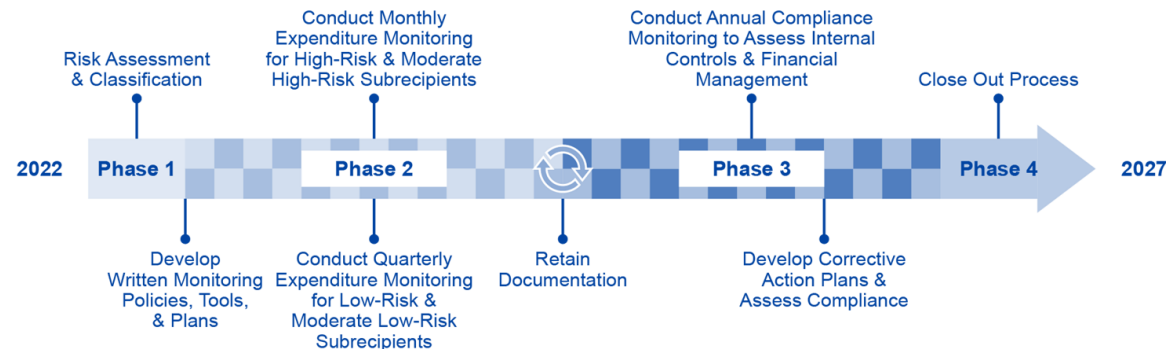 Risk Assessment
& Classification
Conduct Monthly
Expenditure Monitoring
for High-Risk & Moderate
High-Risk Subrecipients
Conduct Annual Compliance
Monitoring to Assess Internal
Controls & Financial
Management
Close Out Process
2022
Phase 1
Phase 2
Phase 3
Phase 4
2027
Develop
Written Monitoring
Policies, Tools,
& Plans
Conduct Quarterly
Expenditure Monitoring
for Low-Risk &
Moderate Low-Risk
Subrecipients
Retain
Documentation
Develop Corrective
Action Plans &
Assess Compliance